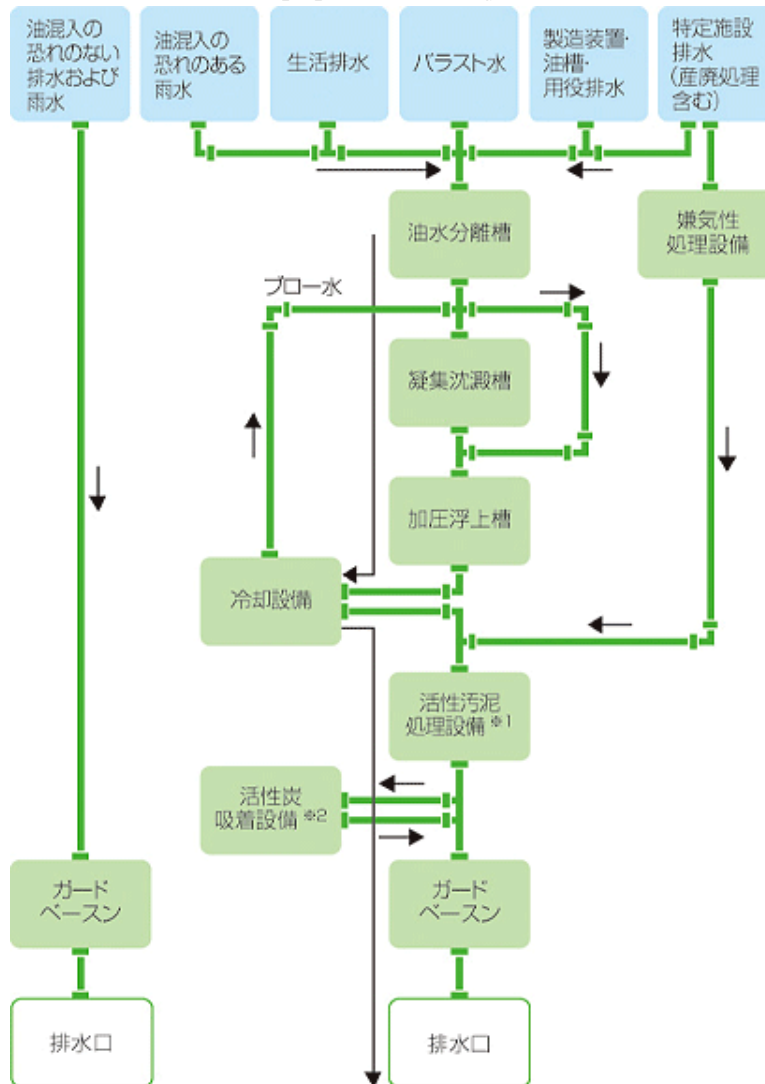 油混入の
恐れのない
排水および
雨水
油混入の
恐れのある
雨水
生活排水
バラスト水
製造装置・
油槽・
用役排水
特定施設
排水
(産廃処理
含む)
油水分離槽
嫌気性
処理設備
ブロー水
凝集沈澱槽
加圧浮上槽
冷却設備
活性汚泥
処理設備※1
活性炭
吸着設備※2
ガード
ベースン
ガード
ベースン
排水口
排水口